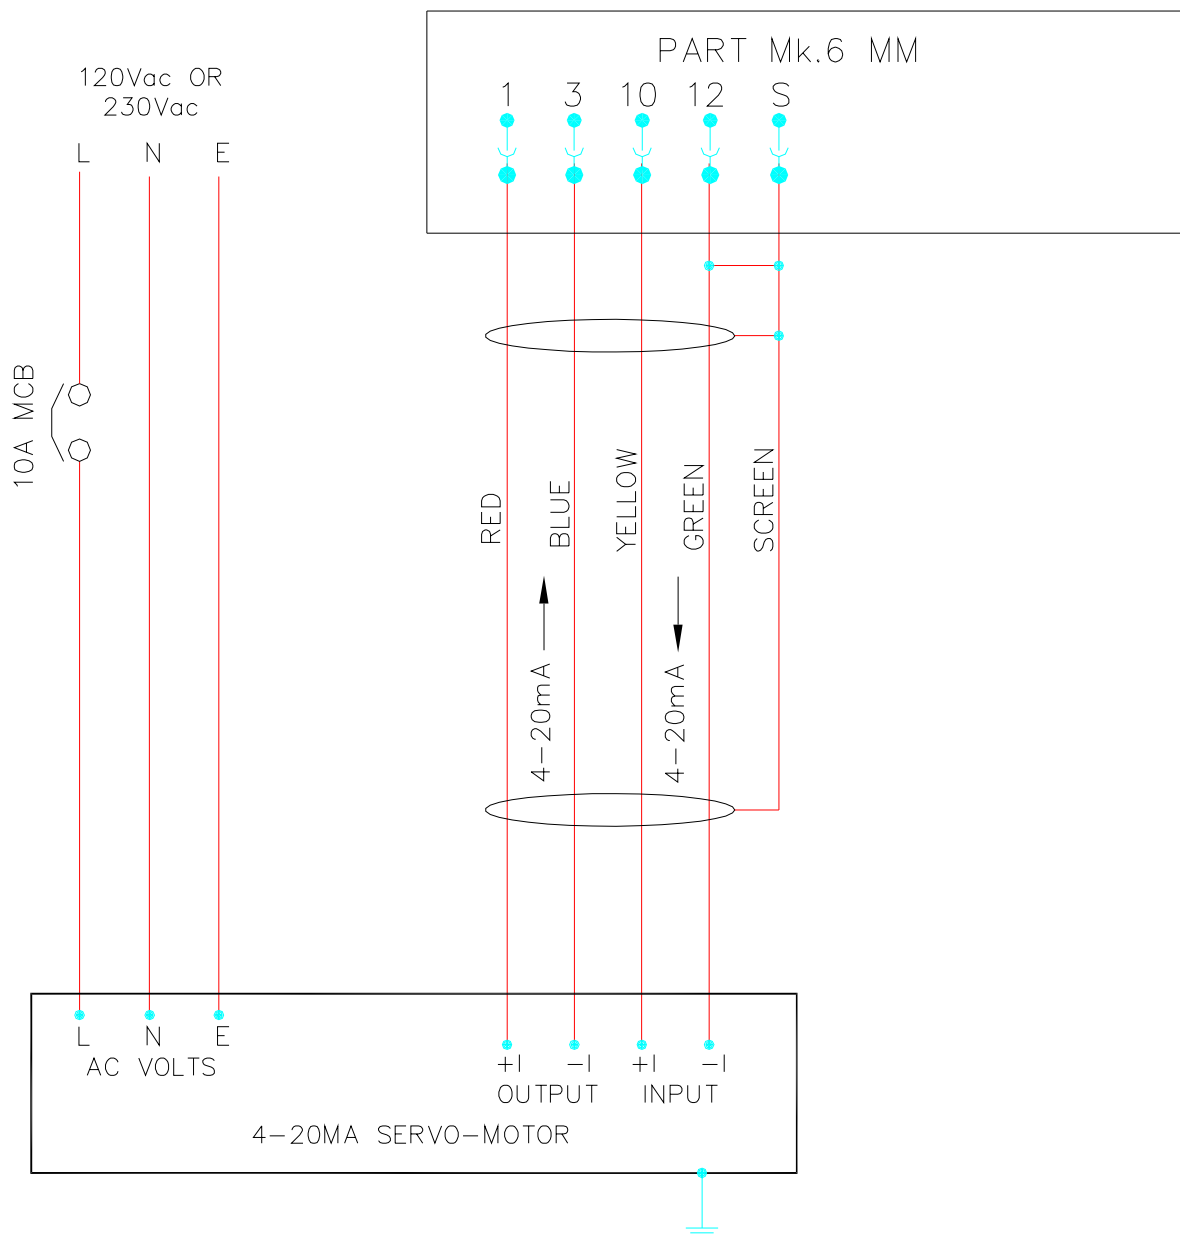 PART Mk.6 MM
120Vac OR
230Vac
1 3 10 12 S
L N E
10A MCB
RED
BLUE
YELLOW
GREEN
SCREEN
4-20mA
4-20mA
L N E
AC VOLTS
+I -I +I -I
OUTPUT INPUT
4-20MA SERVO-MOTOR